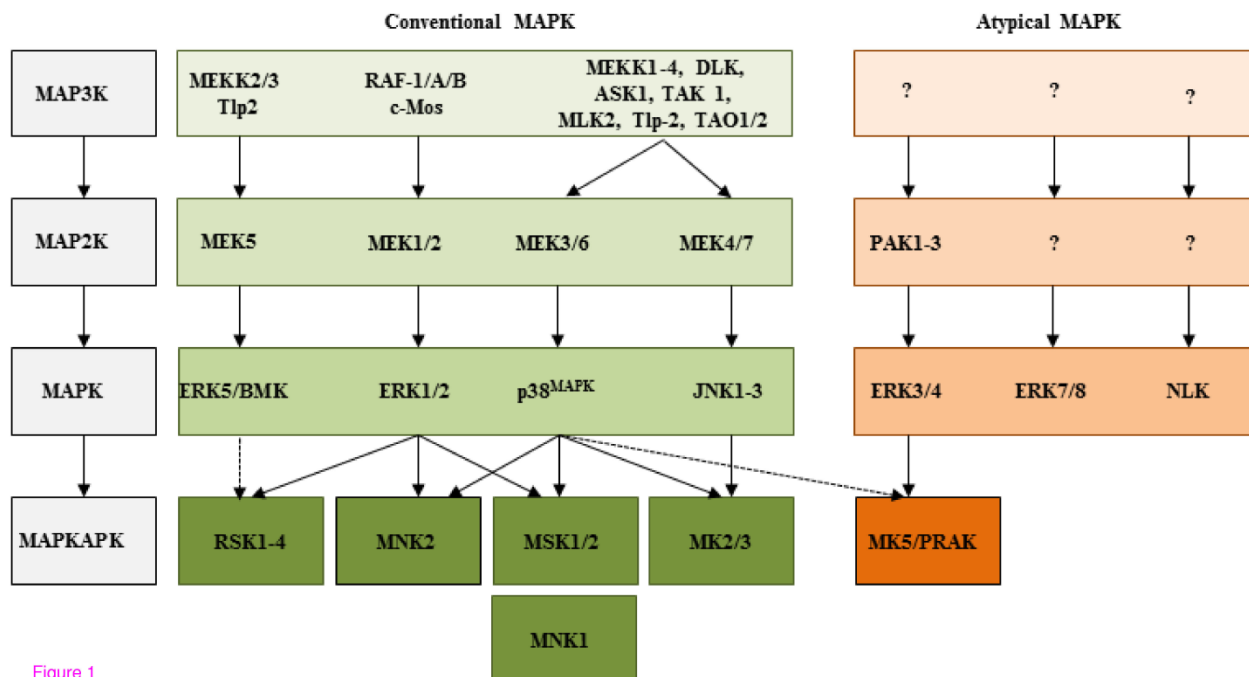 Conventional MAPK
Atypical MAPK
MAP3K
MEKK2/3
Tlp2
RAF-1/A/B
c-Mos
MEKK1-4, DLK,
ASK1, TAK 1,
MLK2, Tlp-2, TAO1/2
?
?
?
MAP2K
MEK5
MEK1/2
MEK3/6
MEK4/7
PAK1-3
?
?
MAPK
ERK5/BMK
ERK1/2
p38MAPK
JNK1-3
ERK3/4
ERK7/8
NLK
MAPKAPK
RSK1-4
MNK2
MSK1/2
MK2/3
MK5/PRAK
MNK1
Figure 1